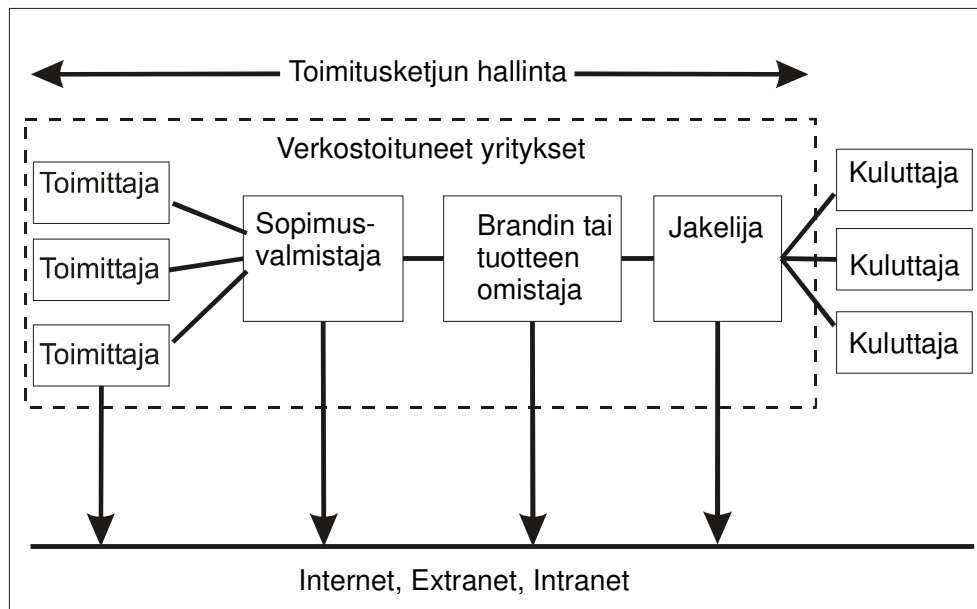 Toimitusketjun hallinta
Verkostoituneet yritykset
Toimittaja
Toimittaja
Toimittaja
Sopimus-
valmistaja
Brandin tai
tuotteen
omistaja
Jakelija
Kuluttaja
Kuluttaja
Kuluttaja
Internet, Extranet, Intranet